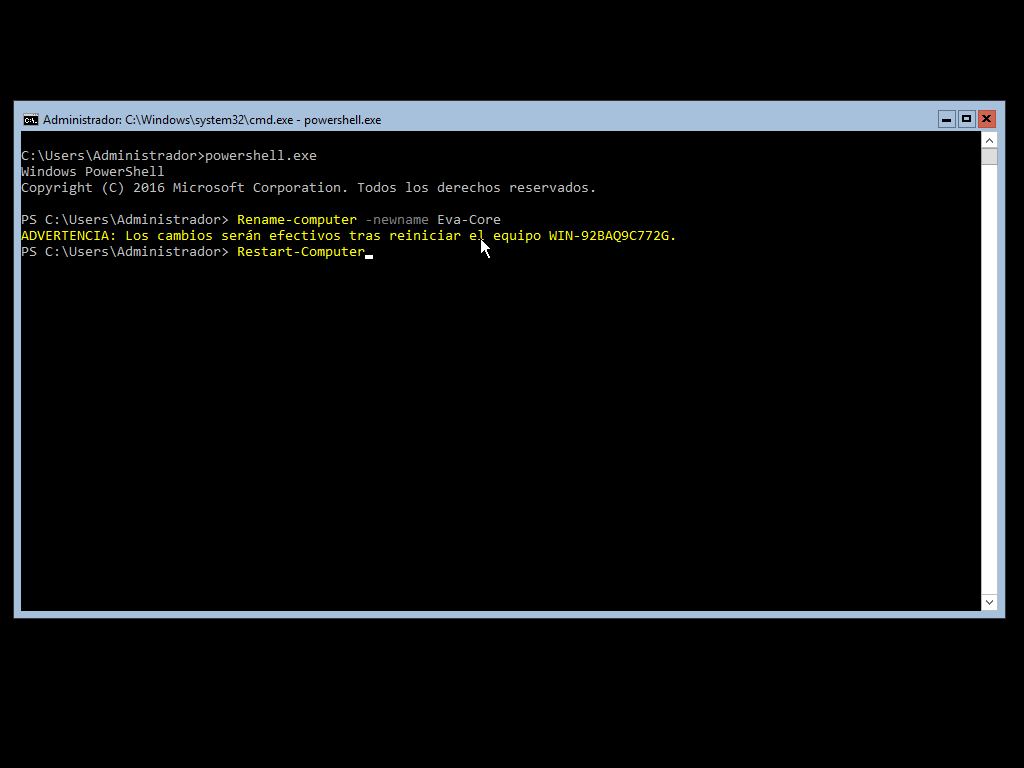 Administrador: C:\Windows\system32\cmd.exe - powershell.exe
C:\Users\Administrador>powershell.exe
Windows PowerShell
Copyright (C) 2016 Microsoft Corporation. Todos los derechos reservados.
PS C:\Users\Administrador> Rename-computer -newname Eva-Core
ADVERTENCIA: Los cambios serán efectivos tras reiniciar el equipo WIN-92BAQ9C772G.
PS C:\Users\Administrador> Restart-Computer